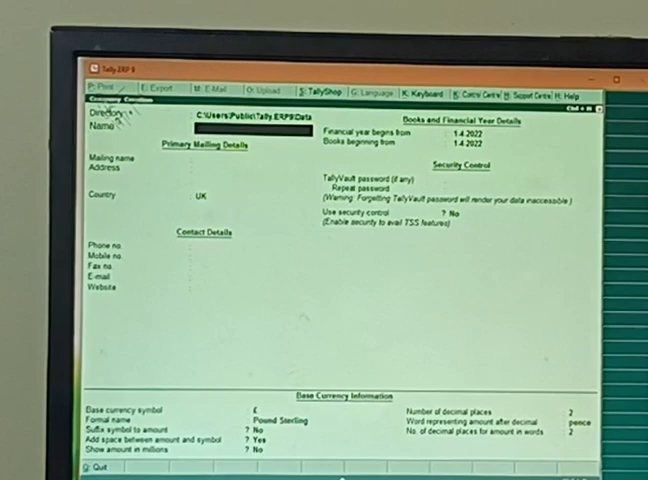 Tally.ERP 9
P: Print E: Export M: E-Mail O: Upload S: TallyShop G: Language K: Keyboard K: Control Centre H: Support Centre H: Help
Company Creation Ctrl + M
Directory : C:\Users\Public\Tally.ERP9\Data
Name :
Primary Mailing Details
Mailing name :
Address :
Country : UK
Contact Details
Phone no. :
Mobile no. :
Fax no. :
E-mail :
Website :
Books and Financial Year Details
Financial year begins from : 1-4-2022
Books beginning from : 1-4-2022
Security Control
TallyVault password (if any) :
Repeat password :
(Warning: Forgetting TallyVault password will render your data inaccessible.)
Use security control ? No
(Enable security to avail TSS features)
Base Currency Information
Base currency symbol : £
Formal name : Pound Sterling
Suffix symbol to amount ? No
Add space between amount and symbol ? Yes
Show amount in millions ? No
Number of decimal places : 2
Word representing amount after decimal : pence
No. of decimal places for amount in words : 2
Q: Quit